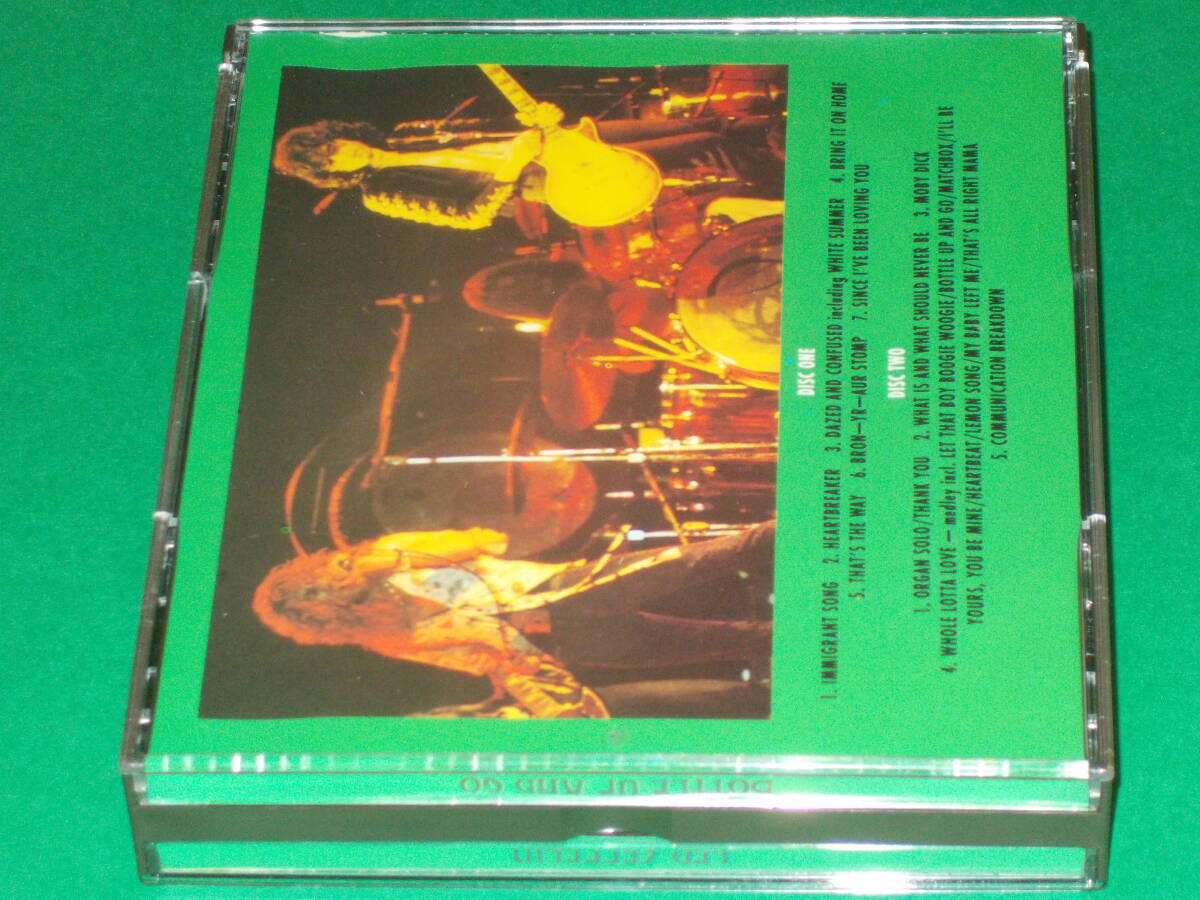 DISC ONE
1. IMMIGRANT SONG 2. HEARTBREAKER 3. DAZED AND CONFUSED including WHITE SUMMER 4. BRING IT ON HOME
5. THAT'S THE WAY 6. BRON—YR—AUR STOMP 7. SINCE I'VE BEEN LOVING YOU
DISC TWO
1. ORGAN SOLO/THANK YOU 2. WHAT IS AND WHAT SHOULD NEVER BE 3. MOBY DICK
4. WHOLE LOTTA LOVE — medley incl. LET THAT BOY BOOGIE WOOGIE/BOTTLE UP AND GO/MATCHBOX/I'LL BE
YOURS, YOU BE MINE/HEARTBEAT/LEMON SONG/MY BABY LEFT ME/THAT'S ALL RIGHT MAMA
5. COMMUNICATION BREAKDOWN
BOTTLE UP AND GO
LED ZEPPELIN